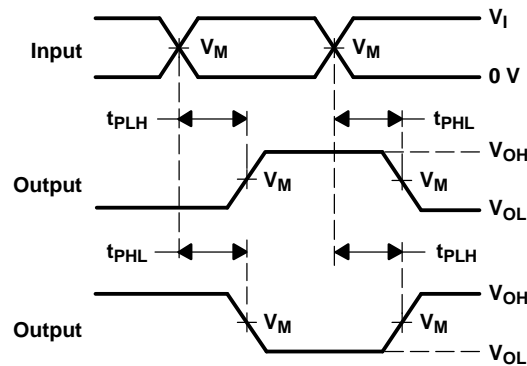 V_I
Input V_M V_M
0 V
t_PLH t_PHL
V_OH
Output V_M V_M
V_OL
t_PHL t_PLH
V_OH
Output V_M V_M
V_OL